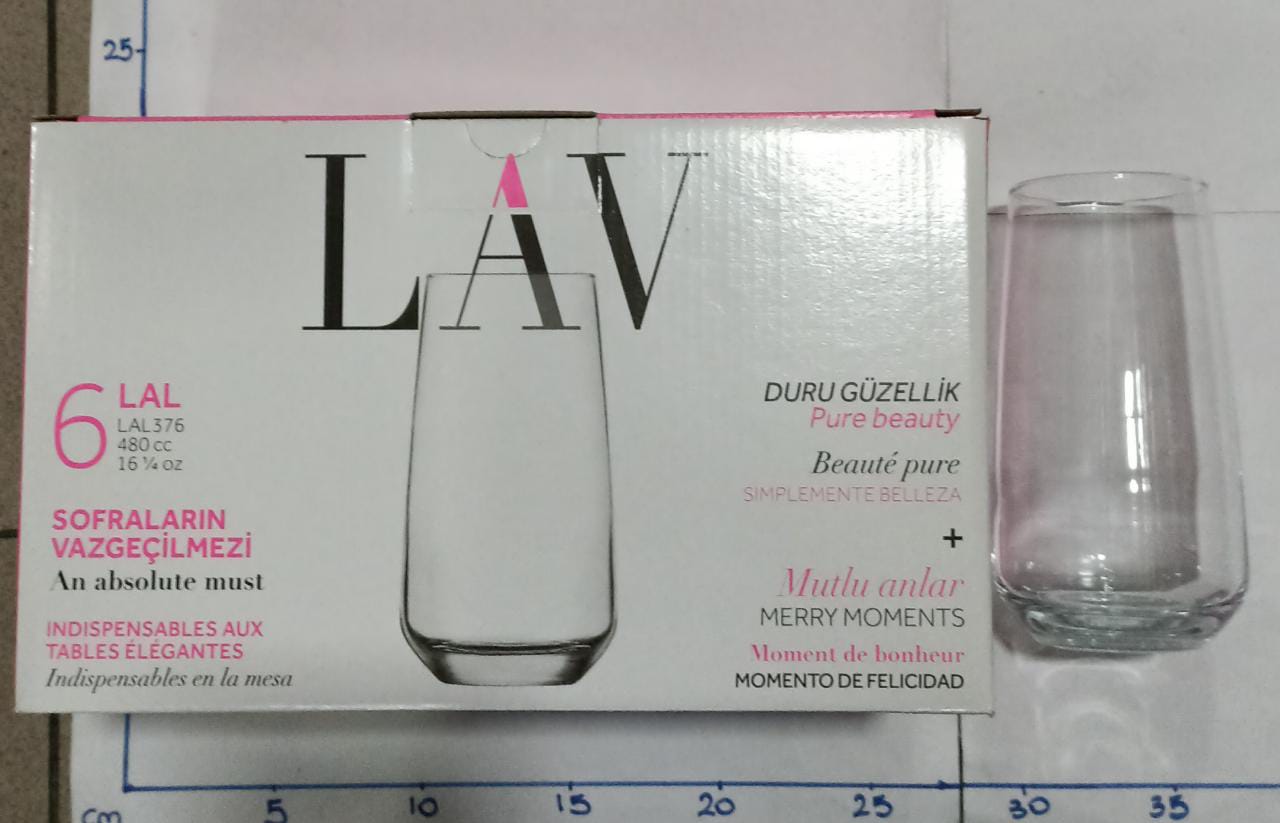 25
LAV
6 LAL
LAL376
480 cc
16 ¼ oz
SOFRALARIN
VAZGEÇİLMEZİ
An absolute must
INDISPENSABLES AUX
TABLES ÉLÉGANTES
Indispensables en la mesa
DURU GÜZELLİK
Pure beauty
Beauté pure
SIMPLEMENTE BELLEZA
+
Mutlu anlar
MERRY MOMENTS
Moment de bonheur
MOMENTO DE FELICIDAD
cm 5 10 15 20 25 30 35